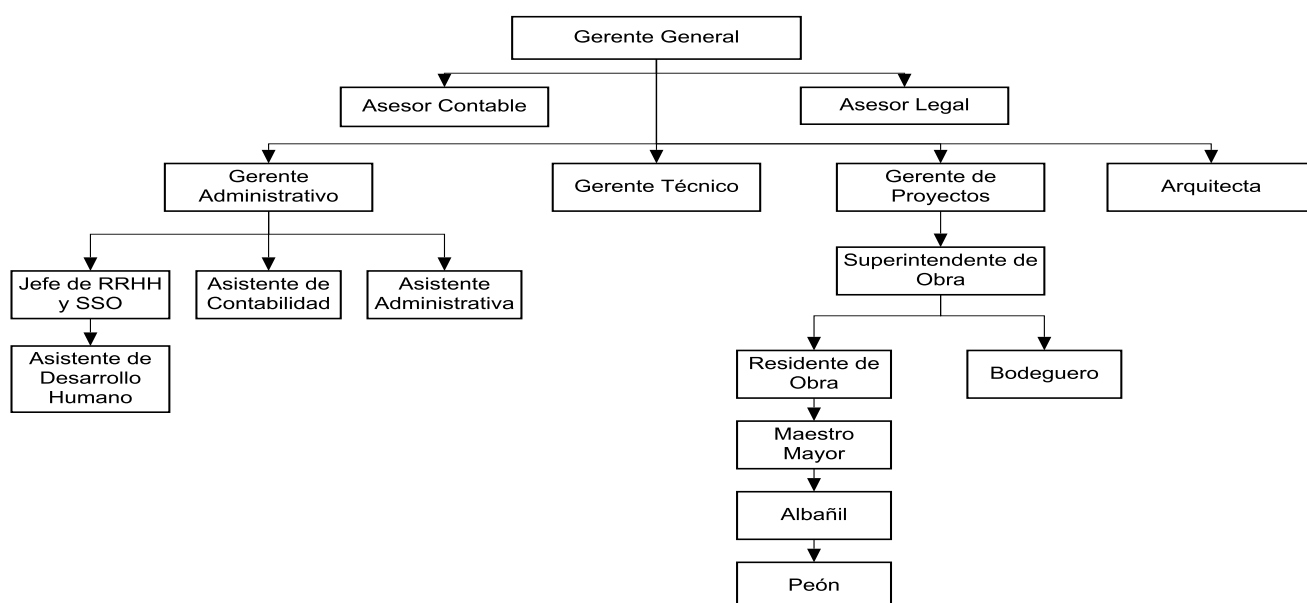 Gerente General
Asesor Contable
Asesor Legal
Gerente
Administrativo
Gerente Técnico
Gerente de
Proyectos
Arquitecta
Jefe de RRHH
y SSO
Asistente de
Contabilidad
Asistente
Administrativa
Superintendente de
Obra
Asistente de
Desarrollo
Humano
Residente de
Obra
Bodeguero
Maestro
Mayor
Albañil
Peón